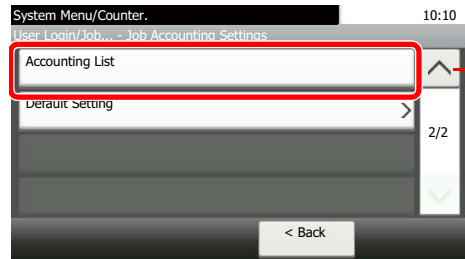 System Menu/Counter. 10:10
User Login/Job... - Job Accounting Settings
Accounting List
Default Setting
2/2
< Back